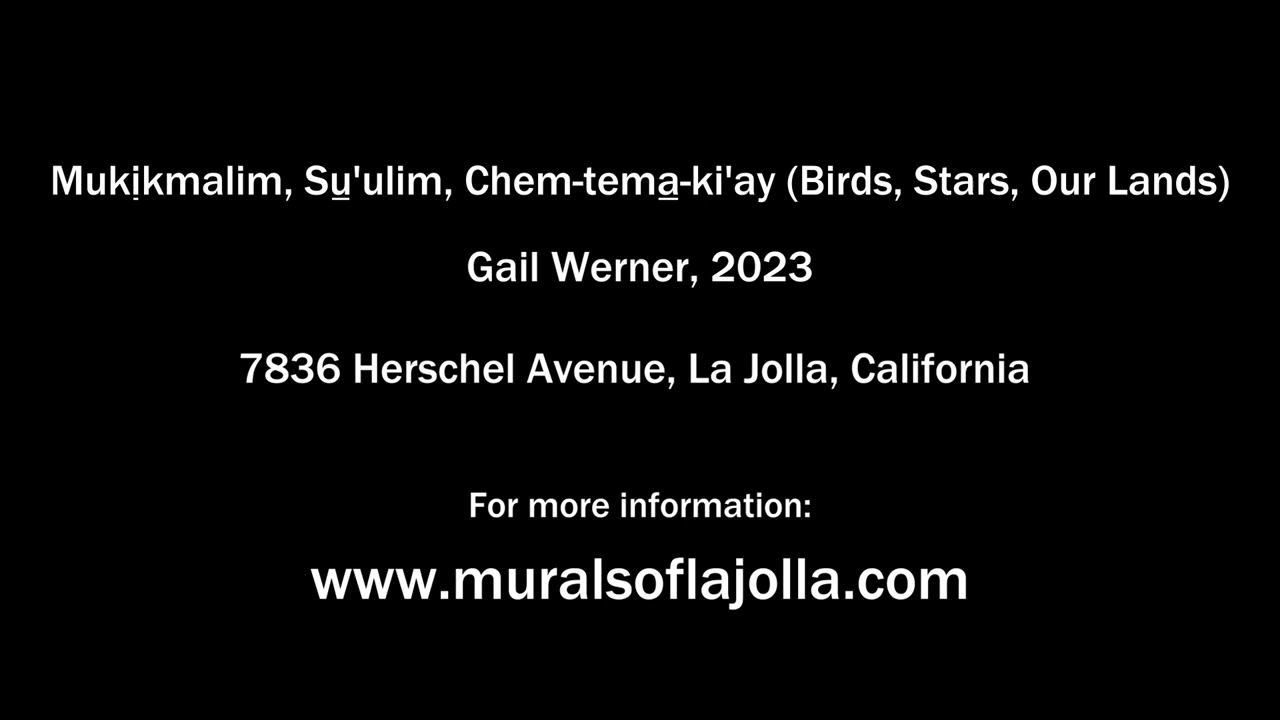 Mukịkmalim, Su̲'ulim, Chem-tema̲-ki'ay (Birds, Stars, Our Lands)
Gail Werner, 2023
7836 Herschel Avenue, La Jolla, California
For more information:
www.muralsoflajolla.com